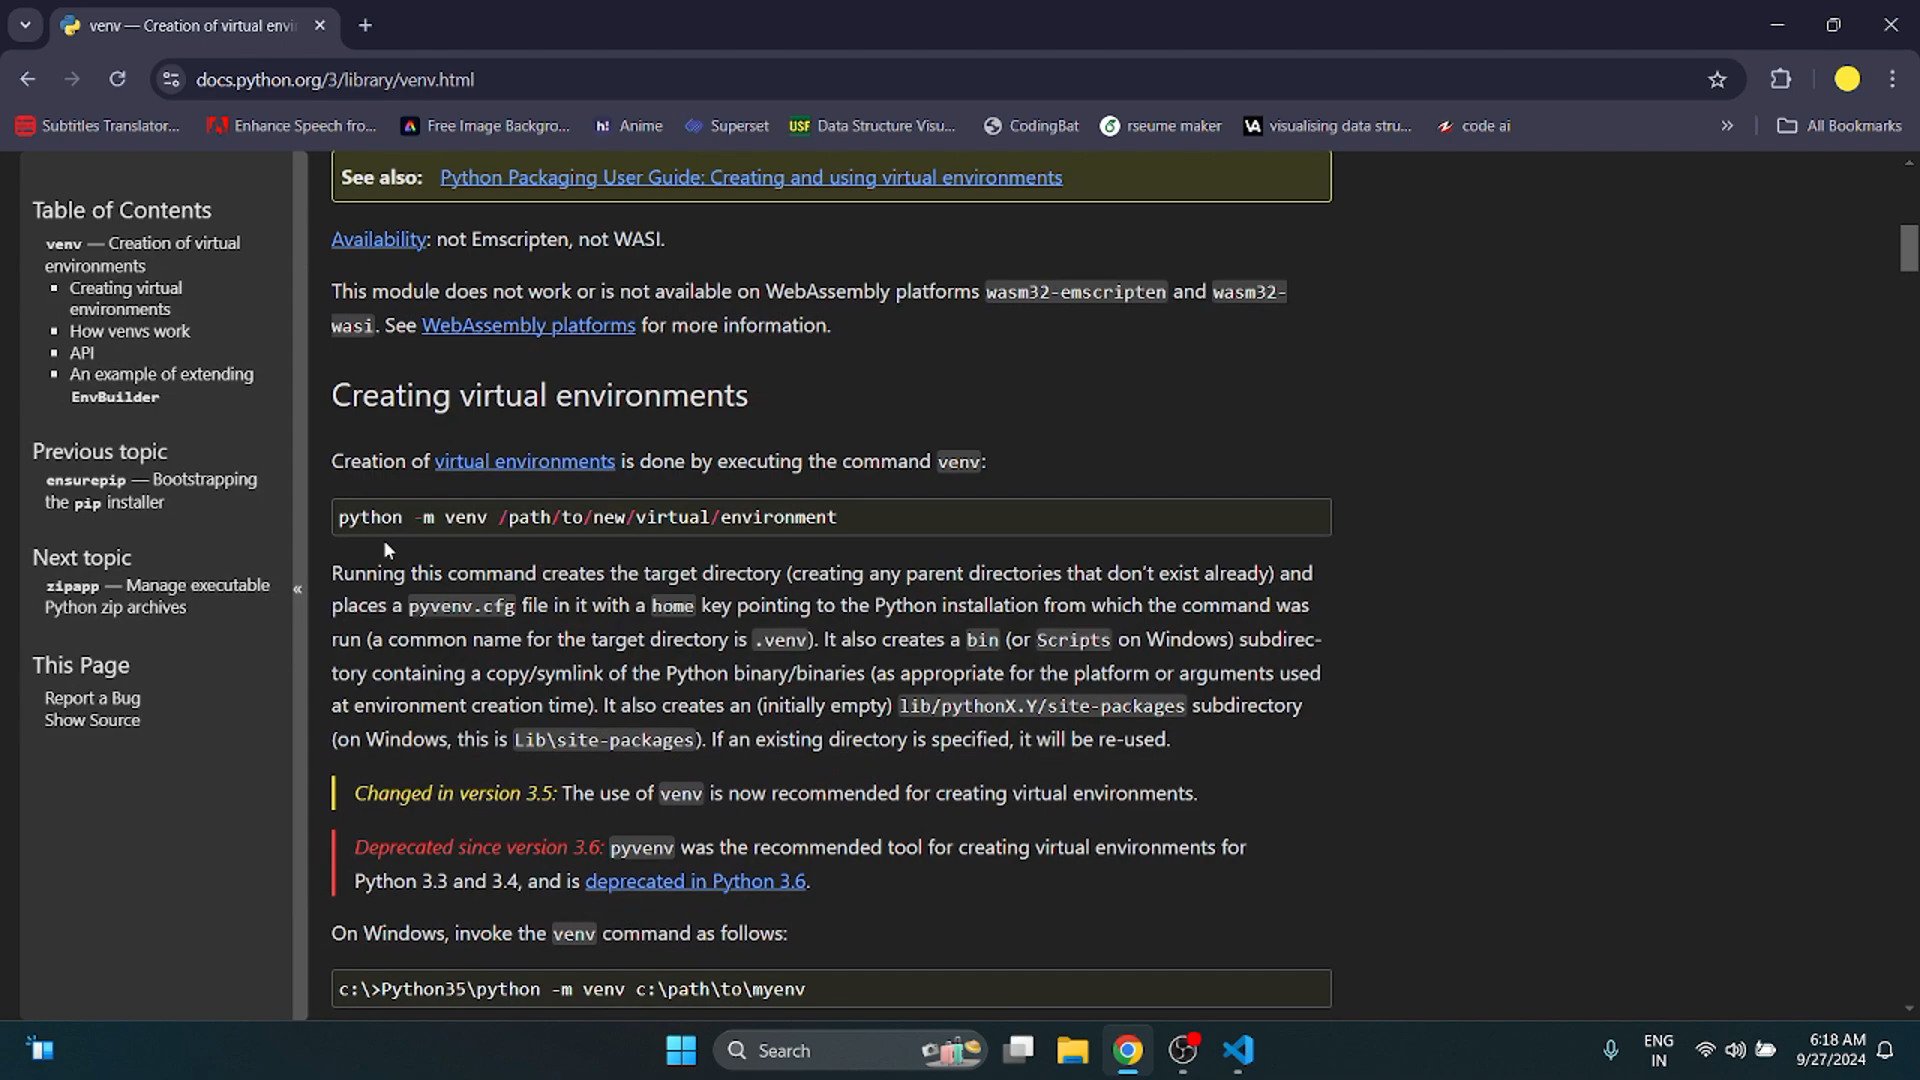 venv — Creation of virtual envi
docs.python.org/3/library/venv.html
Subtitles Translator...
Enhance Speech fro...
Free Image Backgro...
h! Anime
Superset
USF Data Structure Visu...
CodingBat
rseume maker
VA visualising data stru...
code ai
»
All Bookmarks
Table of Contents
venv — Creation of virtual
environments
Creating virtual
environments
How venvs work
API
An example of extending
EnvBuilder
Previous topic
ensurepip — Bootstrapping
the pip installer
Next topic
zipapp — Manage executable
Python zip archives
This Page
Report a Bug
Show Source
«
See also: Python Packaging User Guide: Creating and using virtual environments
Availability: not Emscripten, not WASI.
This module does not work or is not available on WebAssembly platforms wasm32-emscripten and wasm32-
wasi. See WebAssembly platforms for more information.
Creating virtual environments
Creation of virtual environments is done by executing the command venv:
python -m venv /path/to/new/virtual/environment
Running this command creates the target directory (creating any parent directories that don't exist already) and
places a pyvenv.cfg file in it with a home key pointing to the Python installation from which the command was
run (a common name for the target directory is .venv). It also creates a bin (or Scripts on Windows) subdirec-
tory containing a copy/symlink of the Python binary/binaries (as appropriate for the platform or arguments used
at environment creation time). It also creates an (initially empty) lib/pythonX.Y/site-packages subdirectory
(on Windows, this is Lib\site-packages). If an existing directory is specified, it will be re-used.
Changed in version 3.5: The use of venv is now recommended for creating virtual environments.
Deprecated since version 3.6: pyvenv was the recommended tool for creating virtual environments for
Python 3.3 and 3.4, and is deprecated in Python 3.6.
On Windows, invoke the venv command as follows:
c:\>Python35\python -m venv c:\path\to\myenv
Search
ENG
IN
6:18 AM
9/27/2024